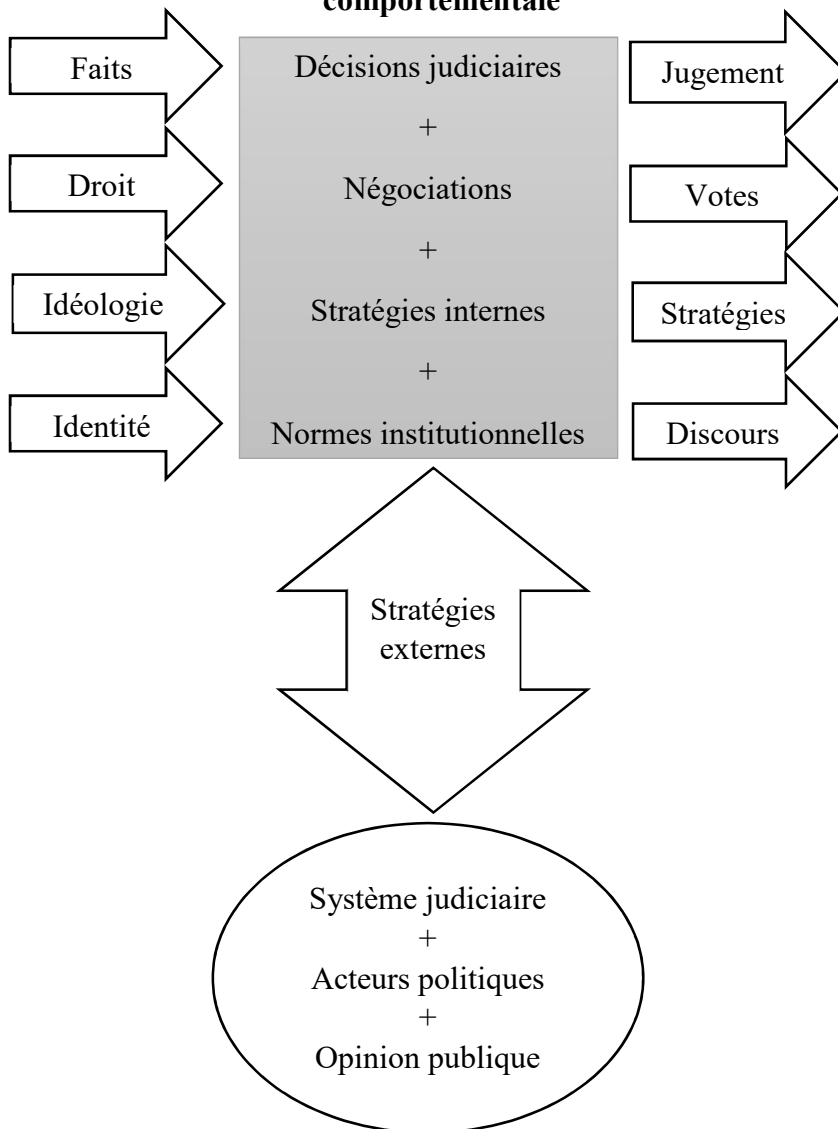 comportementale
Faits
Décisions judiciaires
Jugement
+
Droit
Négociations
Votes
+
Idéologie
Stratégies internes
Stratégies
+
Identité
Normes institutionnelles
Discours
Stratégies
externes
Système judiciaire
+
Acteurs politiques
+
Opinion publique